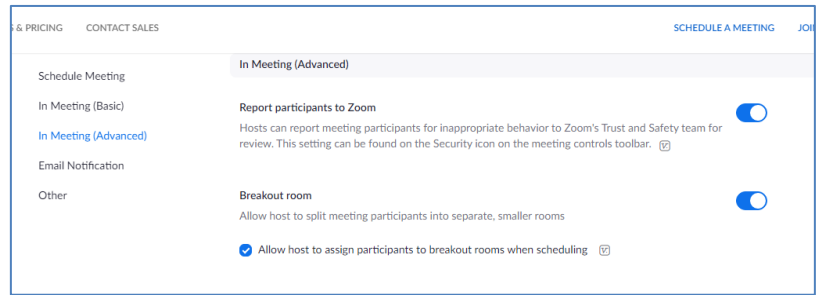 & PRICING CONTACT SALES SCHEDULE A MEETING
In Meeting (Advanced)
Schedule Meeting
In Meeting (Basic)
In Meeting (Advanced)
Email Notification
Other
Report participants to Zoom
Hosts can report meeting participants for inappropriate behavior to Zoom's Trust and Safety team for
review. This setting can be found on the Security icon on the meeting controls toolbar.
Breakout room
Allow host to split meeting participants into separate, smaller rooms
Allow host to assign participants to breakout rooms when scheduling